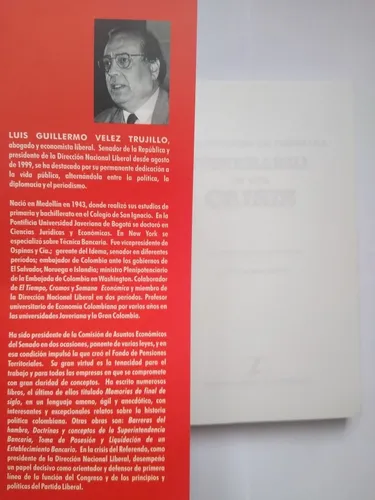 LUIS GUILLERMO VELEZ TRUJILLO,
abogado y economista liberal. Senador de la República y
presidente de la Dirección Nacional Liberal desde agosto
de 1999, se ha destacado por su permanente dedicación a
la vida pública, alternándola entre la política, la
diplomacia y el periodismo.
Nació en Medellín en 1943, donde realizó sus estudios de
primaria y bachillerato en el Colegio de San Ignacio. En la
Pontificia Universidad Javeriana de Bogotá se doctoró en
Ciencias Jurídicas y Económicas. En New York se
especializó sobre Técnica Bancaria. Fue vicepresidente de
Ospinas y Cía.; gerente del Idema, senador en diferentes
períodos; embajador de Colombia ante los gobiernos de
El Salvador, Noruega e Islandia; ministro Plenipotenciario
de la Embajada de Colombia en Washington. Colaborador
de El Tiempo, Cromos y Semana Económica y miembro de
la Dirección Nacional Liberal en dos períodos. Profesor
universitario de Economía Colombiana por varios años en
las universidades Javeriana y la Gran Colombia.
Ha sido presidente de la Comisión de Asuntos Económicos
del Senado en dos ocasiones, ponente de varias leyes, y en
esa condición impulsó la que creó el Fondo de Pensiones
Territoriales. Su gran virtud es la tenacidad para el
trabajo y para todas las empresas en que se compromete
con gran claridad de conceptos. Ha escrito numerosos
libros, el último de ellos titulado Memorias de final de
siglo, en un lenguaje ameno, ágil y anecdótico, con
interesantes y excepcionales relatos sobre la historia
política colombiana. Otras obras son: Barreras del
hambre, Doctrinas y conceptos de la Superintendencia
Bancaria, Toma de Posesión y Liquidación de un
Establecimiento Bancario. En la crisis del Referendo, como
presidente de la Dirección Nacional Liberal, desempeñó
un papel decisivo como orientador y defensor de primera
línea de la función del Congreso y de los principios y
políticas del Partido Liberal.